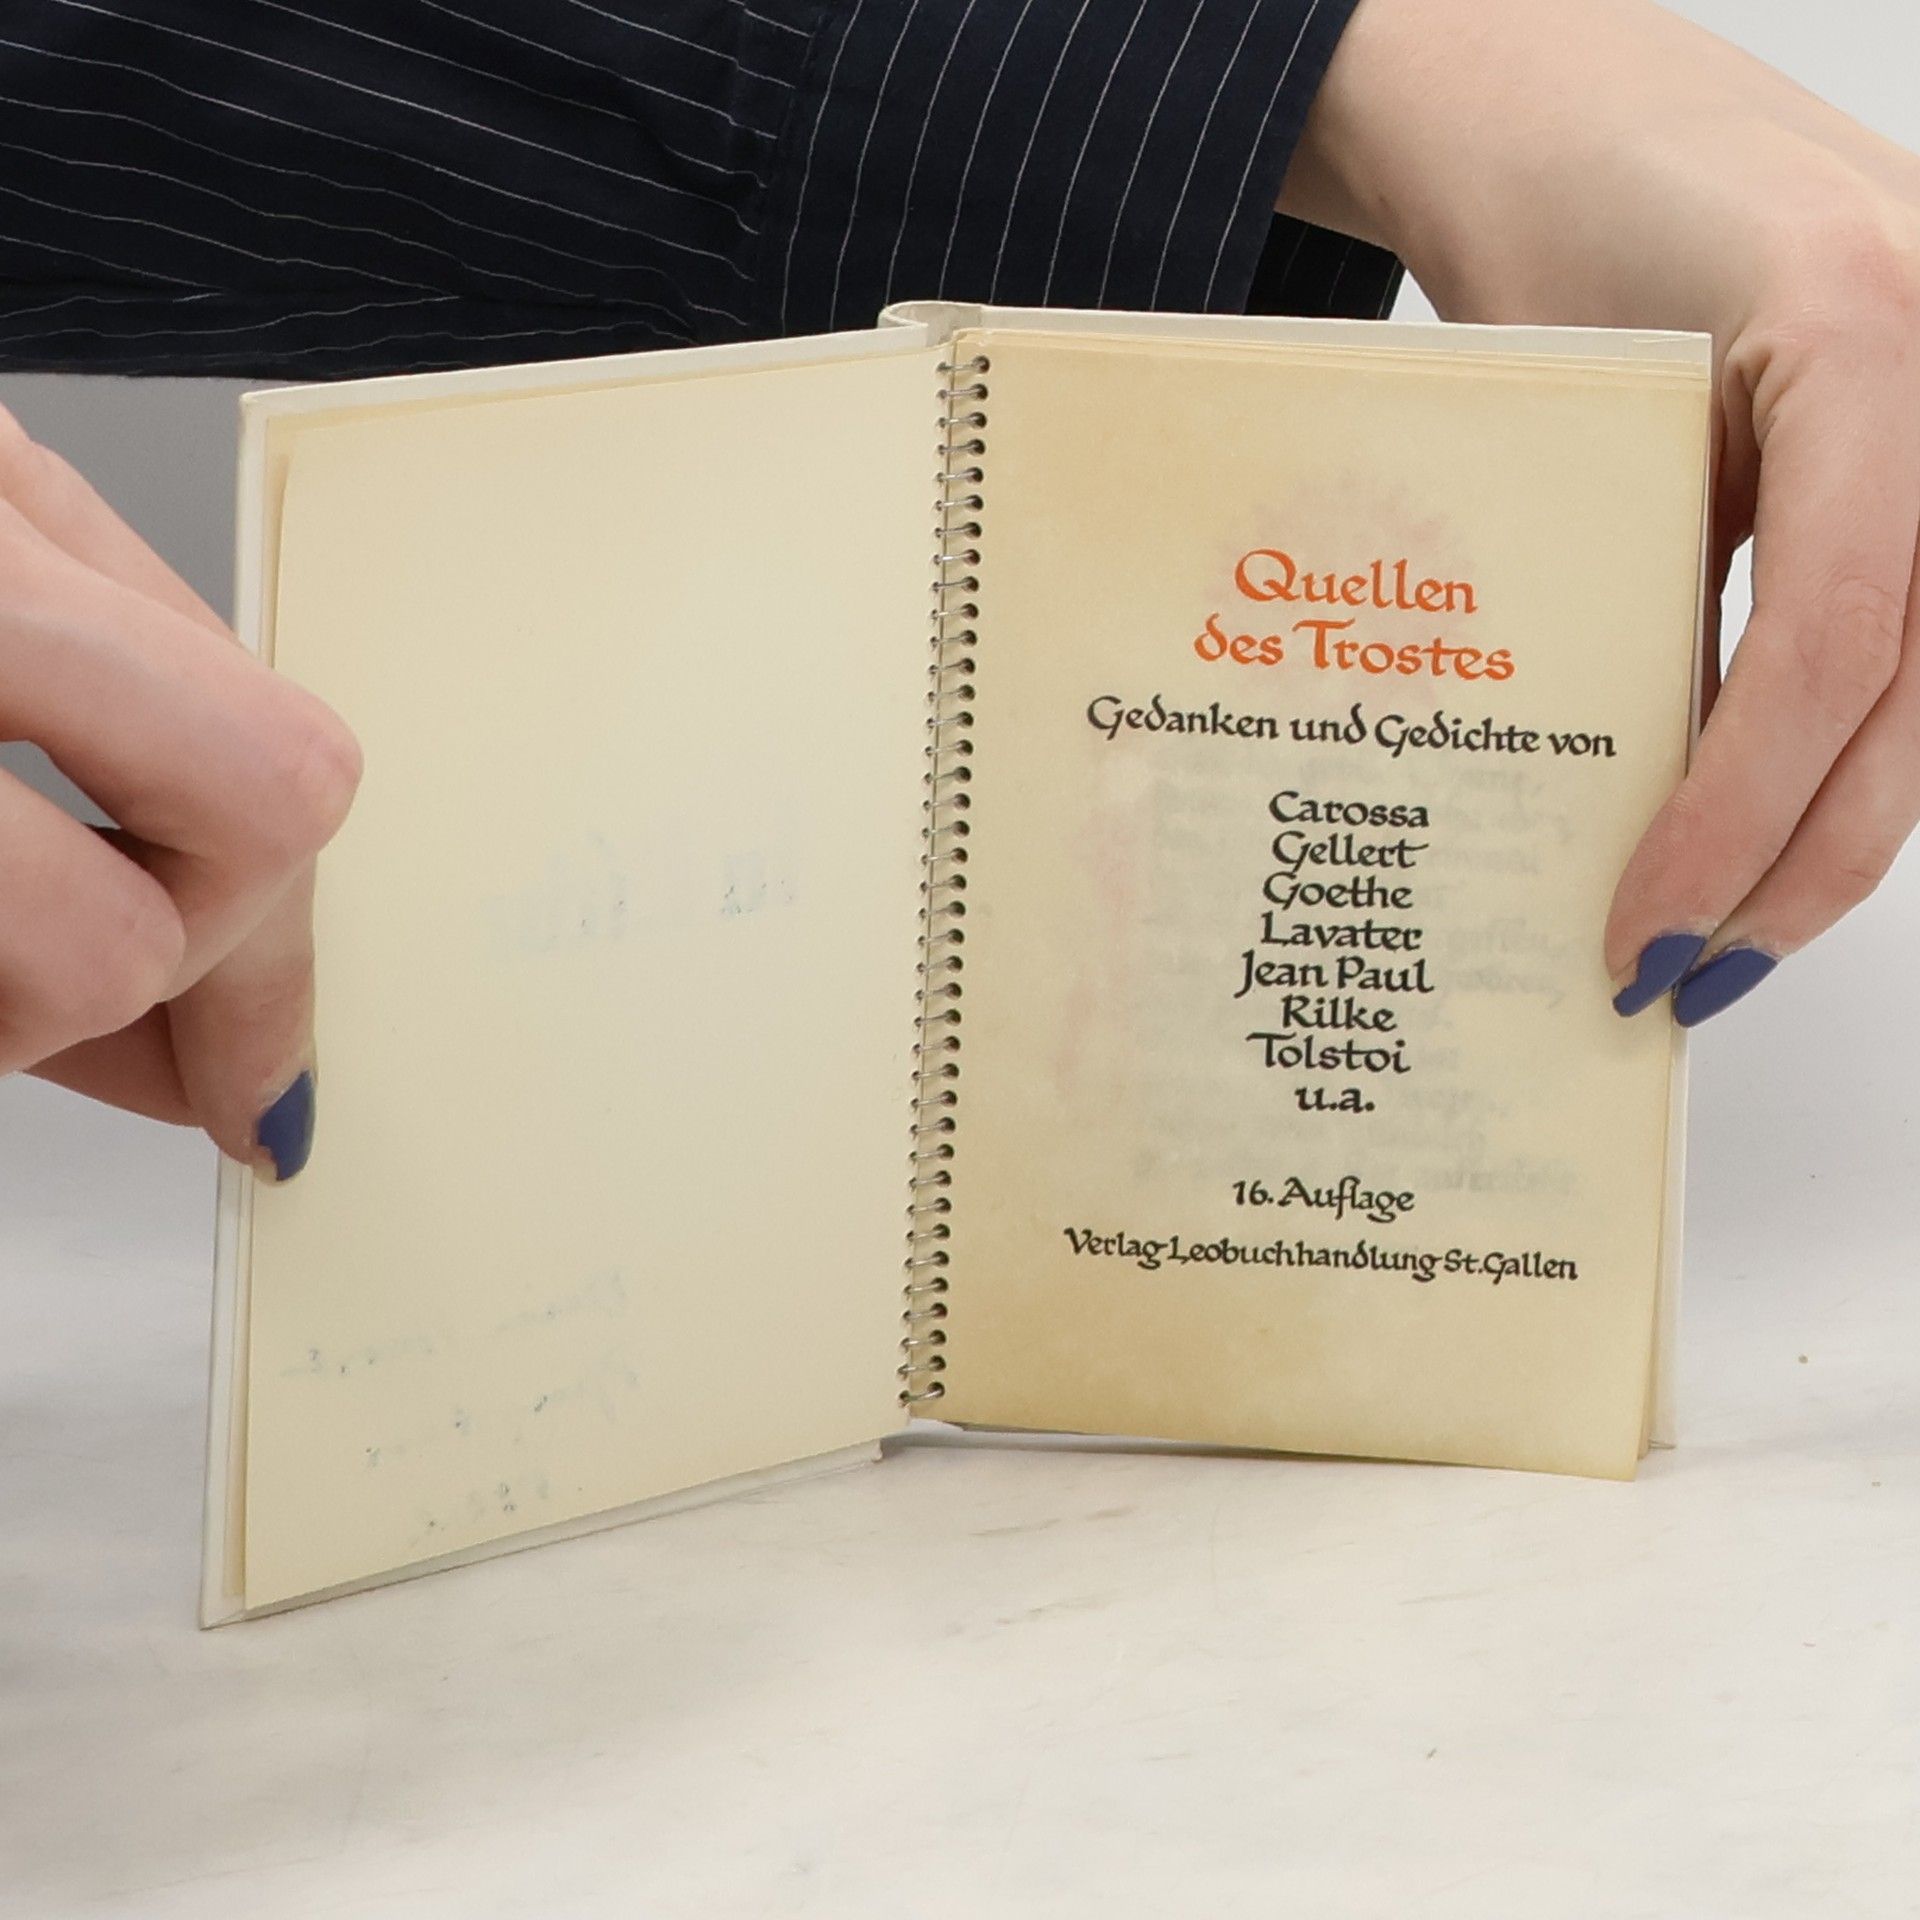 Quellen
des Trostes
Gedanken und Gedichte von
Carossa
Gellert
Goethe
Lavater
Jean Paul
Rilke
Tolstoi
u.a.
16. Auflage
Verlag Leobuchhandlung St. Gallen